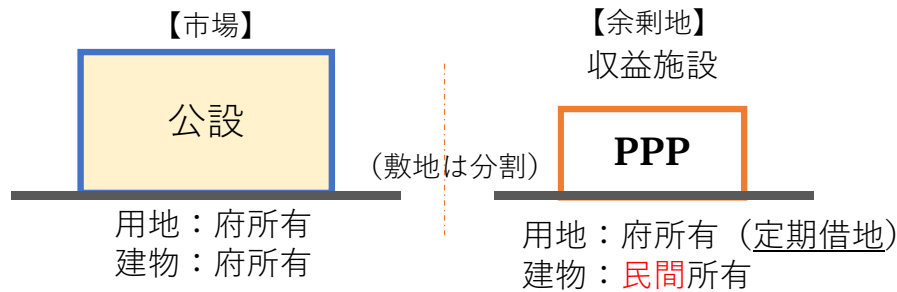 【市場】
公設
用地：府所有
建物：府所有
（敷地は分割）
【余剰地】
収益施設
PPP
用地：府所有（定期借地）
建物：民間所有